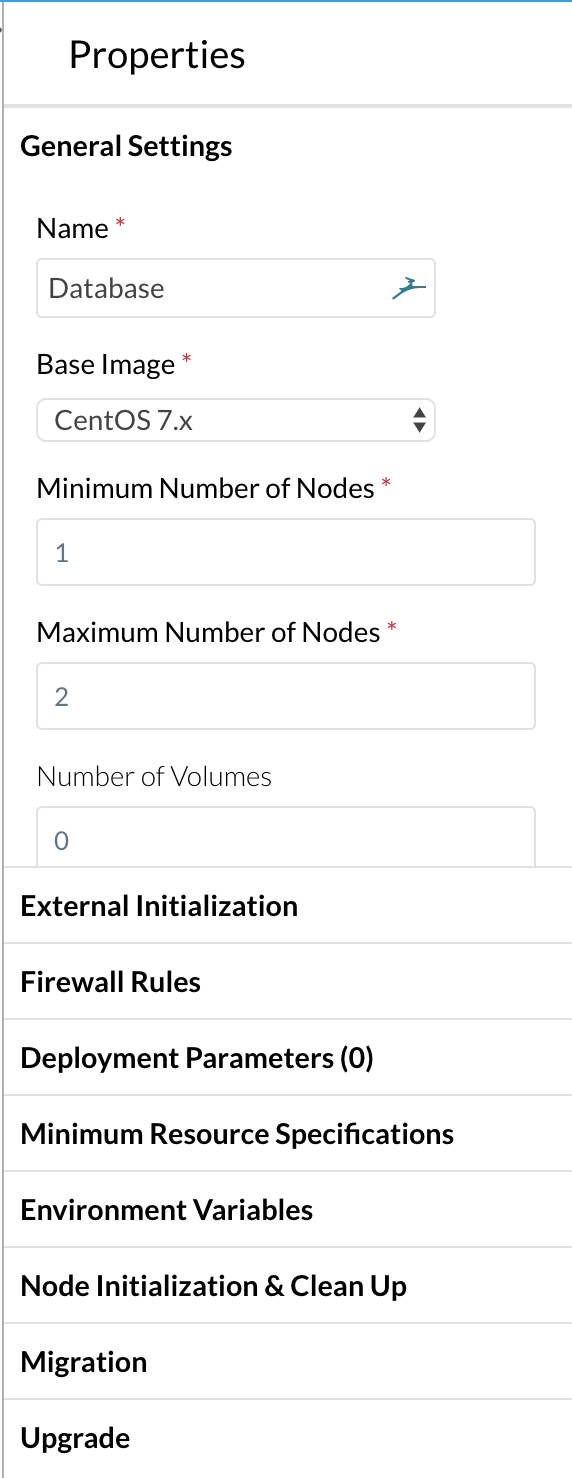 Properties
General Settings
Name *
Database
Base Image *
CentOS 7.x
Minimum Number of Nodes *
1
Maximum Number of Nodes *
2
Number of Volumes
0
External Initialization
Firewall Rules
Deployment Parameters (0)
Minimum Resource Specifications
Environment Variables
Node Initialization & Clean Up
Migration
Upgrade